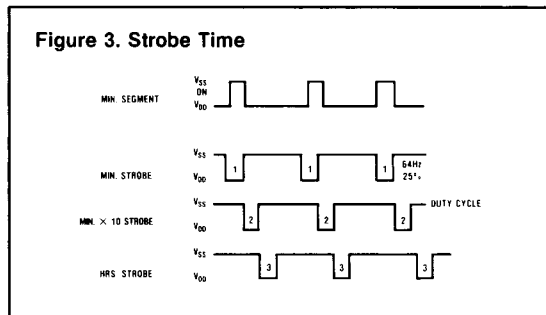 Figure 3. Strobe Time
VSS
ON
VDD
MIN. SEGMENT
VSS
1 1 1 64Hz
MIN. STROBE
VDD
25%
VSS
DUTY CYCLE
2 2 2
MIN. × 10 STROBE
VDD
VSS
3 3 3
HRS STROBE
VDD